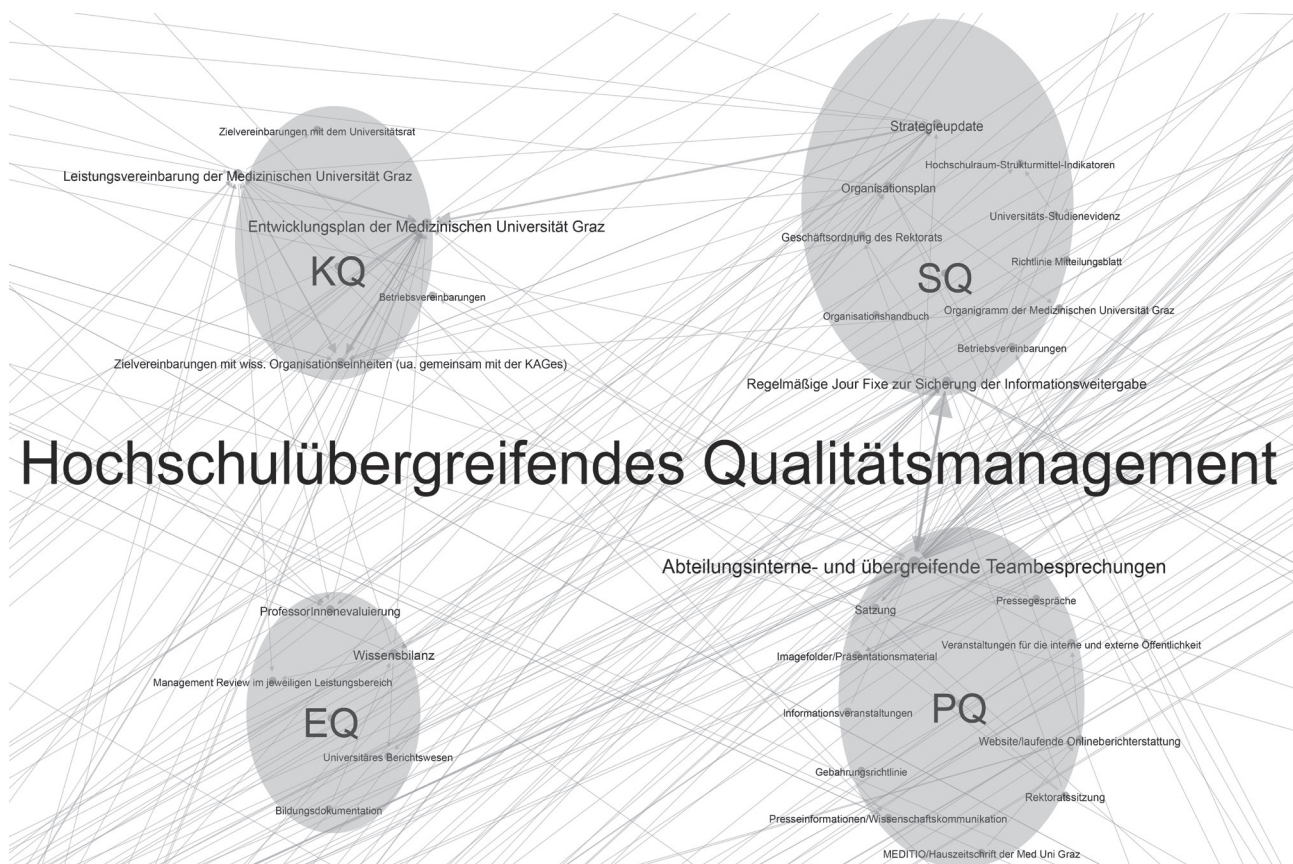 Zielvereinbarungen mit dem Universitätsrat
Leistungsvereinbarung der Medizinischen Universität Graz
Entwicklungsplan der Medizinischen Universität Graz
KQ
Betriebsvereinbarungen
Zielvereinbarungen mit wiss. Organisationseinheiten (ua. gemeinsam mit der KAGes)
Strategieupdate
Hochschulraum-Strukturmittel-Indikatoren
Organisationsplan
Universitäts-Studienevidenz
Geschäftsordnung des Rektorats
Richtlinie Mitteilungsblatt
SQ
Organisationshandbuch
Organigramm der Medizinischen Universität Graz
Betriebsvereinbarungen
Regelmäßige Jour Fixe zur Sicherung der Informationsweitergabe
Hochschulübergreifendes Qualitätsmanagement
ProfessorInnenevaluierung
Wissensbilanz
Management Review im jeweiligen Leistungsbereich
EQ
Universitäres Berichtswesen
Bildungsdokumentation
Abteilungsinterne- und übergreifende Teambesprechungen
Pressegespräche
Satzung
Veranstaltungen für die interne und externe Öffentlichkeit
Imagefolder/Präsentationsmaterial
PQ
Informationsveranstaltungen
Website/laufende Onlineberichterstattung
Gebahrungsrichtlinie
Rektoratssitzung
Presseinformationen/Wissenschaftskommunikation
MEDITIO/Hauszeitschrift der Med Uni Graz